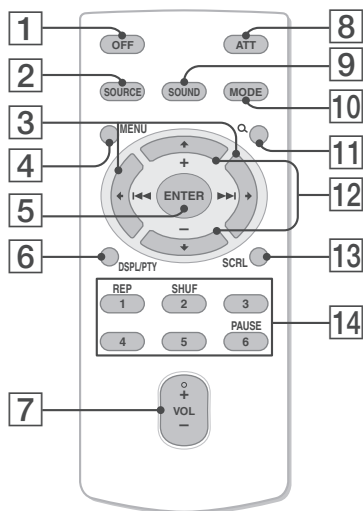 1
OFF
8
ATT
2
SOURCE
9
SOUND
MODE
10
3
MENU
4
11
+
ENTER
12
5
−
6
DSPL/PTY
SCRL
13
REP
SHUF
1
2
3
14
PAUSE
4
5
6
7
+
VOL
−